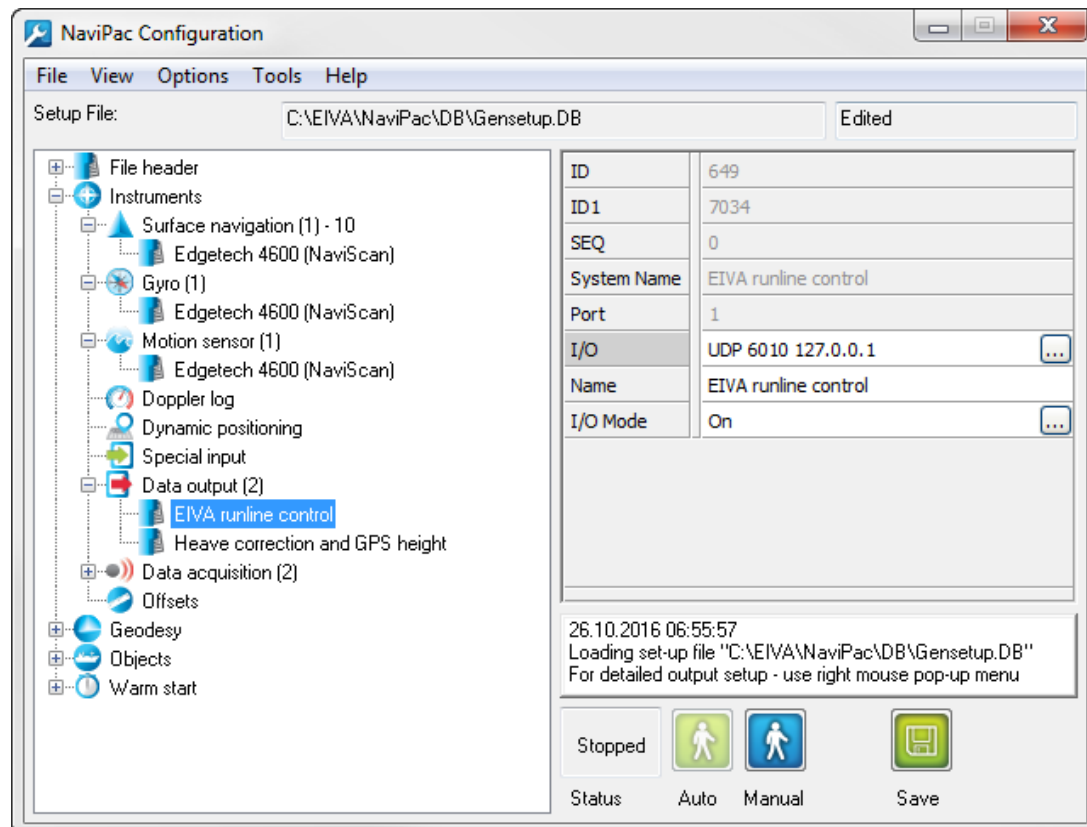 NaviPac Configuration
File View Options Tools Help
Setup File: C:\EIVA\NaviPac\DB\Gensetup.DB Edited
File header
Instruments
Surface navigation (1) - 10
Edgetech 4600 (NaviScan)
Gyro (1)
Edgetech 4600 (NaviScan)
Motion sensor (1)
Edgetech 4600 (NaviScan)
Doppler log
Dynamic positioning
Special input
Data output (2)
EIVA runline control
Heave correction and GPS height
Data acquisition (2)
Offsets
Geodesy
Objects
Warm start
ID 649
ID1 7034
SEQ 0
System Name EIVA runline control
Port 1
I/O UDP 6010 127.0.0.1 ...
Name EIVA runline control
I/O Mode On ...
26.10.2016 06:55:57
Loading set-up file "C:\EIVA\NaviPac\DB\Gensetup.DB"
For detailed output setup - use right mouse pop-up menu
Stopped
Status Auto Manual Save